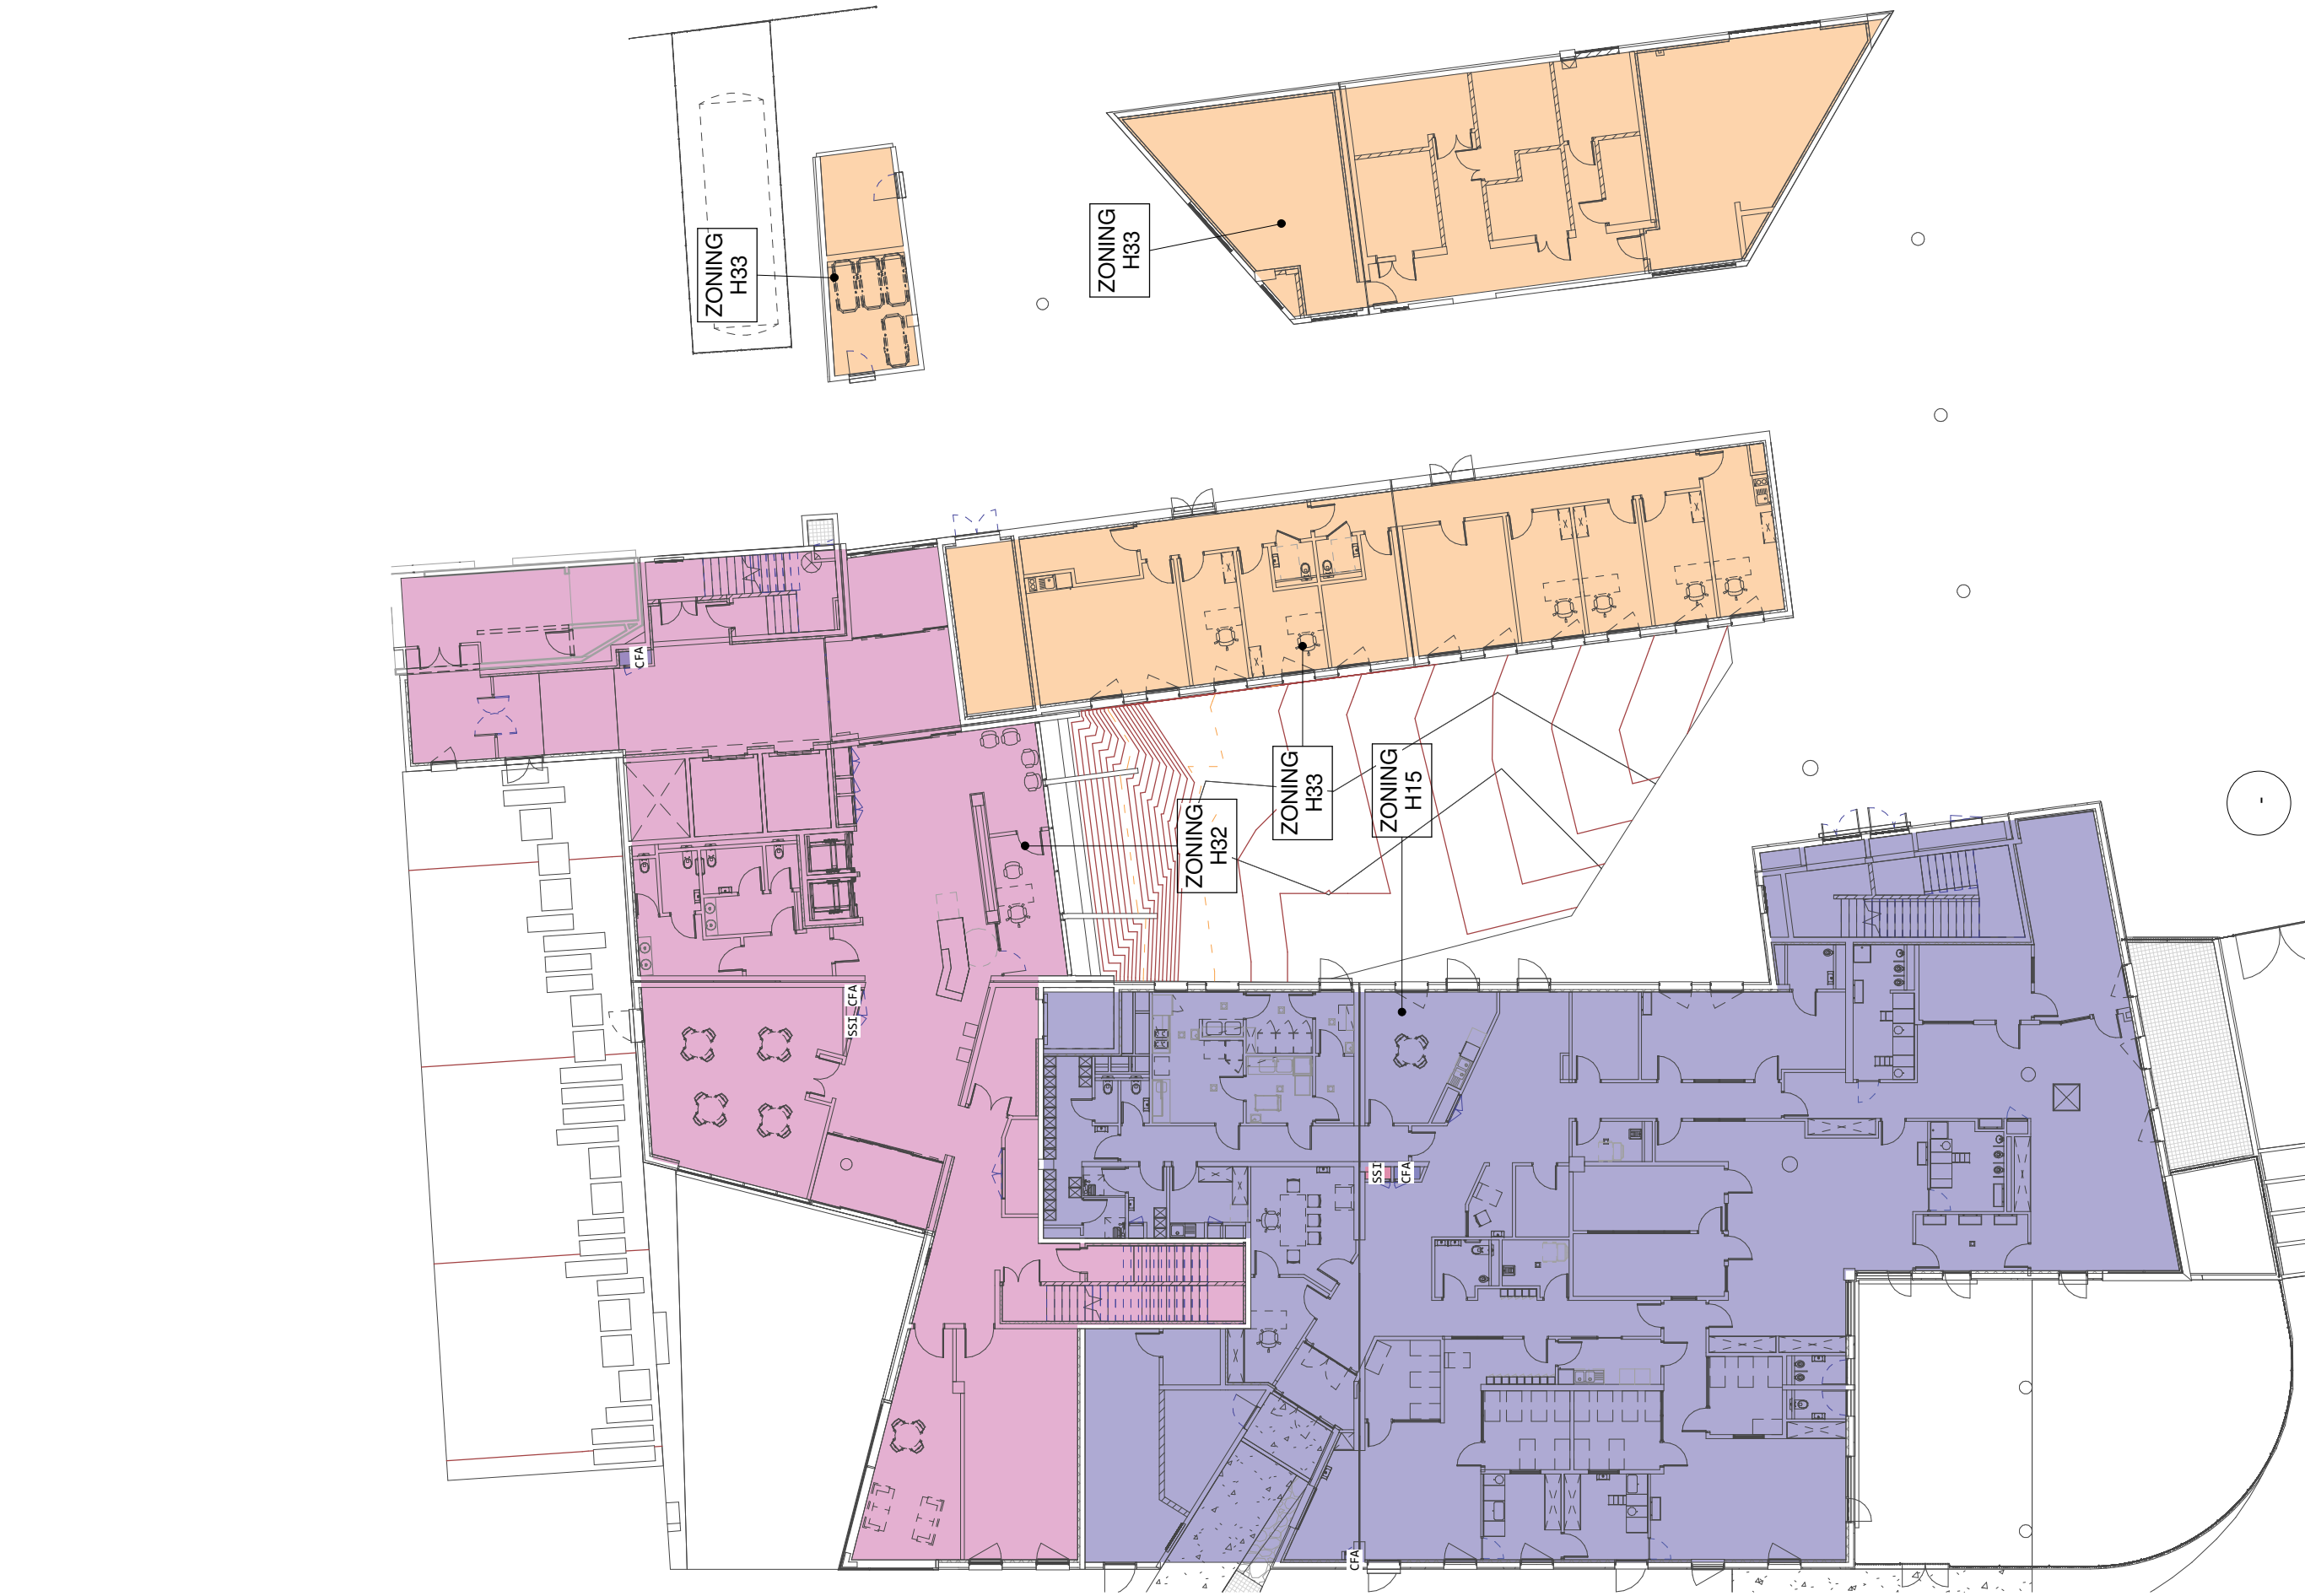 ZONING
H33
ZONING
H33
CFA
ZONING
H33
ZONING
H15
ZONING
H32
SSI
CFA
SSI
CFA
CFA